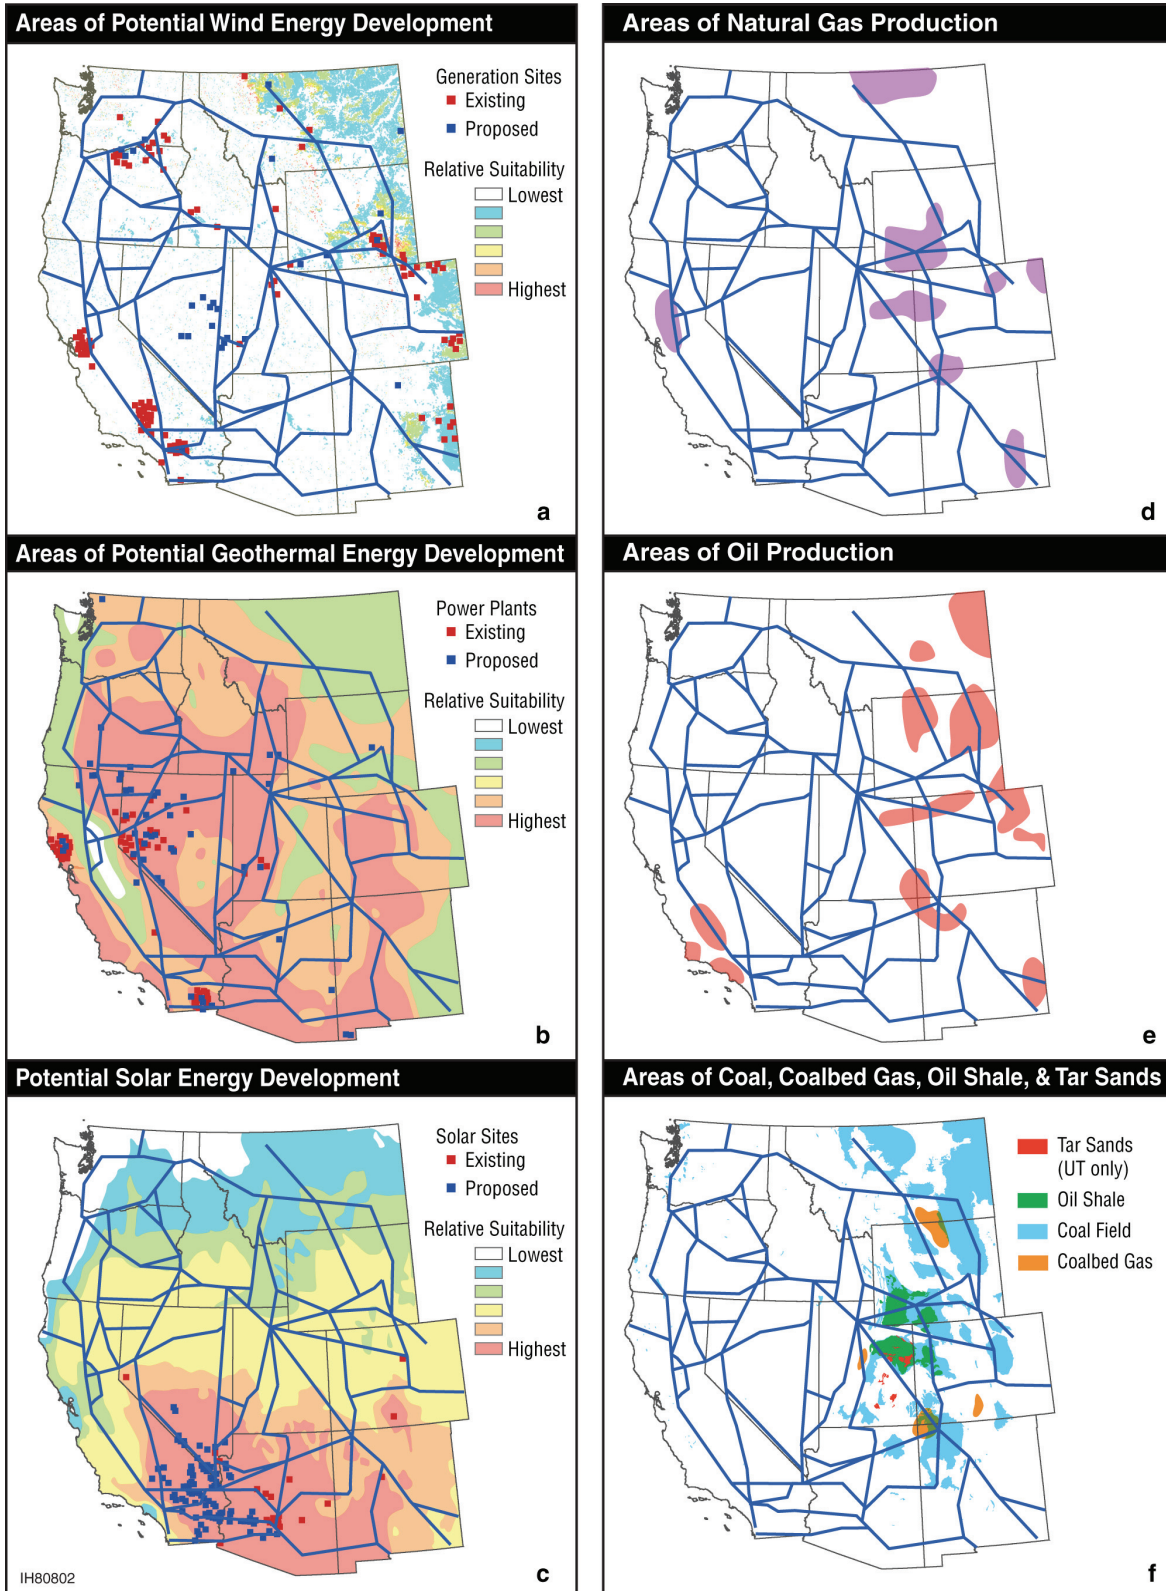 Areas of Potential Wind Energy Development
Generation Sites
Existing
Proposed
Relative Suitability
Lowest
Highest
a
Areas of Natural Gas Production
d
Areas of Potential Geothermal Energy Development
Power Plants
Existing
Proposed
Relative Suitability
Lowest
Highest
b
Areas of Oil Production
e
Potential Solar Energy Development
Solar Sites
Existing
Proposed
Relative Suitability
Lowest
Highest
IH80802
c
Areas of Coal, Coalbed Gas, Oil Shale, & Tar Sands
Tar Sands
(UT only)
Oil Shale
Coal Field
Coalbed Gas
f